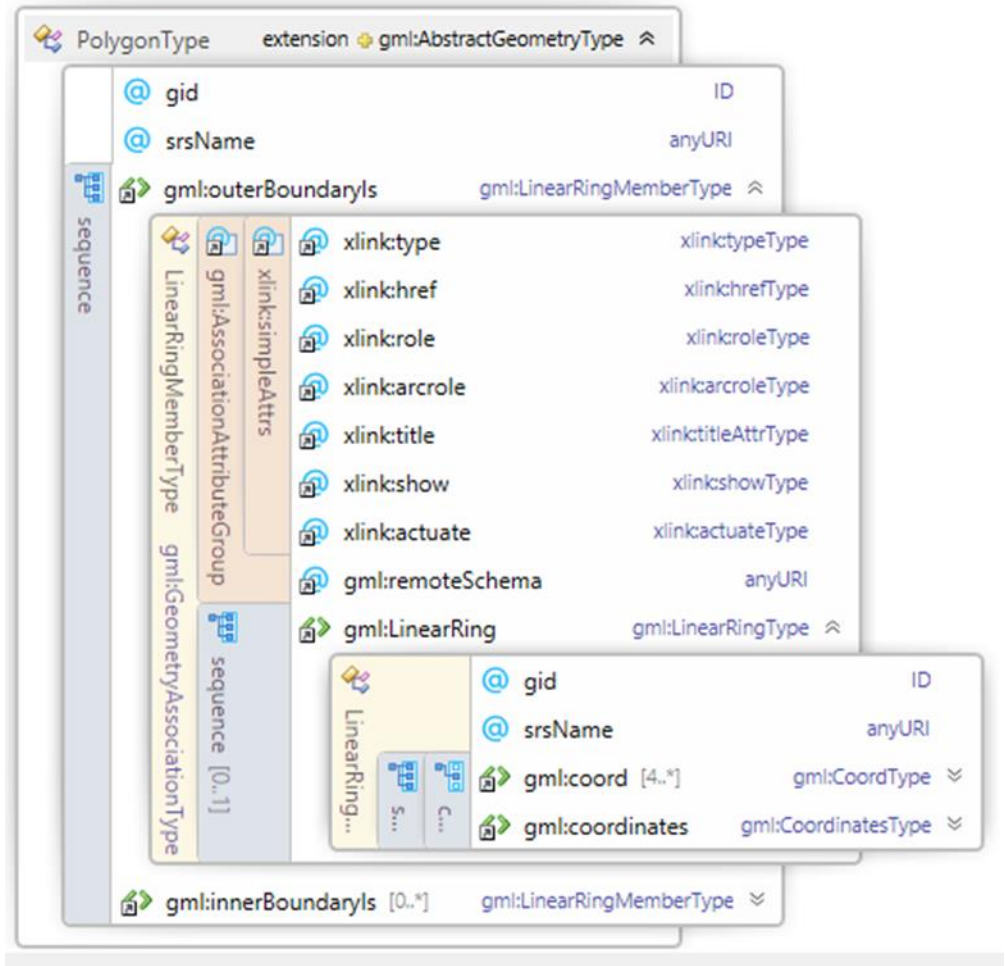 PolygonType extension gml:AbstractGeometryType
@ gid ID
@ srsName anyURI
sequence
gml:outerBoundaryIs gml:LinearRingMemberType
LinearRingMemberType gml:GeometryAssociationType
gml:AssociationAttributeGroup
xlink:simpleAttrs
xlink:type xlink:typeType
xlink:href xlink:hrefType
xlink:role xlink:roleType
xlink:arcrole xlink:arcroleType
xlink:title xlink:titleAttrType
xlink:show xlink:showType
xlink:actuate xlink:actuateType
gml:remoteSchema anyURI
sequence [0..1]
gml:LinearRing gml:LinearRingType
LinearRing...
s...
c...
@ gid ID
@ srsName anyURI
gml:coord [4..*] gml:CoordType
gml:coordinates gml:CoordinatesType
gml:innerBoundaryIs [0..*] gml:LinearRingMemberType